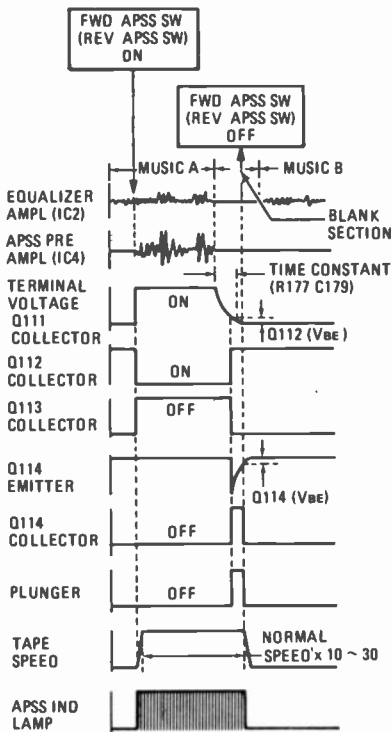 FWD APSS SW
(REV APSS SW)
ON
FWD APSS SW
(REV APSS SW)
OFF
MUSIC A
MUSIC B
EQUALIZER
AMPL (IC2)
BLANK
SECTION
APSS PRE
AMPL (IC4)
TIME CONSTANT
(R177 C179)
TERMINAL
VOLTAGE
Q111
COLLECTOR
ON
Q112 (VBE)
Q112
COLLECTOR
ON
Q113
COLLECTOR
OFF
Q114
EMITTER
Q114 (VBE)
Q114
COLLECTOR
OFF
PLUNGER
OFF
TAPE
SPEED
NORMAL
SPEED x 10 ~ 30
APSS IND
LAMP